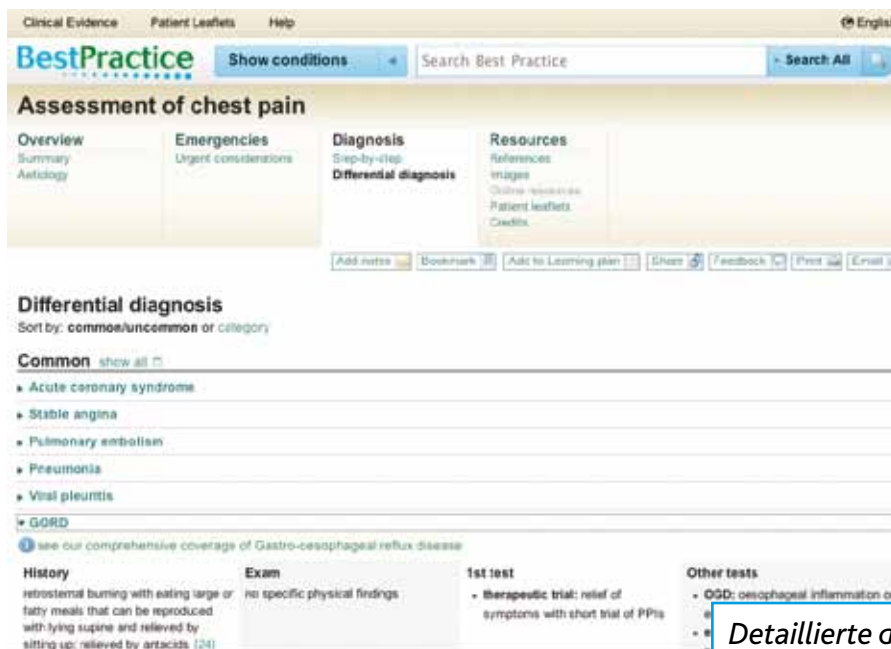 Clinical Evidence Patient Leaflets Help Englis
BestPractice Show conditions Search Best Practice Search All
Assessment of chest pain
Overview Emergencies Diagnosis Resources
Summary Urgent considerations Step-by-step References
Aetiology Differential diagnosis Images
Online resources
Patient leaflets
Credits
Add notes Bookmark Add to Learning plan Share Feedback Print Email
Differential diagnosis
Sort by: common/uncommon or category
Common show all
Acute coronary syndrome
Stable angina
Pulmonary embolism
Pneumonia
Viral pleuritis
GORD
see our comprehensive coverage of Gastro-oesophageal reflux disease
History Exam 1st test Other tests
retrosternal burning with eating large or no specific physical findings • therapeutic trial: relief of • OGD: oesophageal inflammation o
fatty meals that can be reproduced symptoms with short trial of PPIs e
with lying supine and relieved by
sitting up; relieved by antacids [24] Detaillierte d